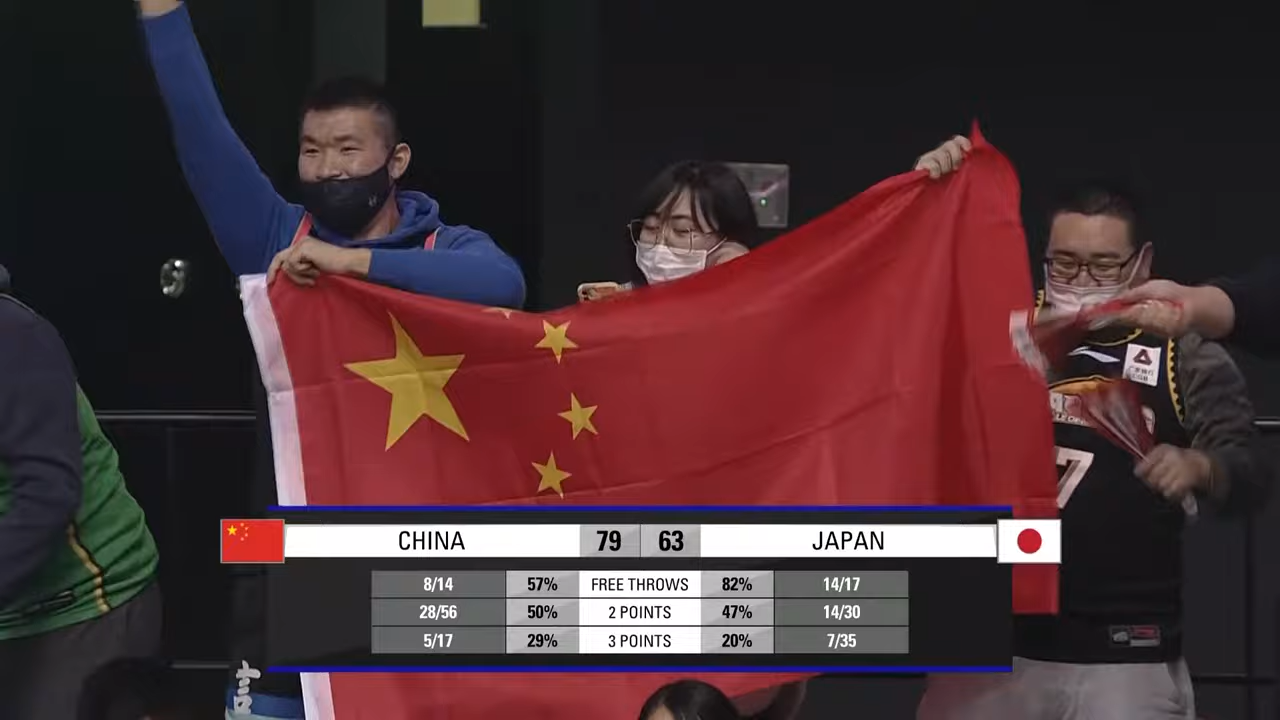 CHINA 79 63 JAPAN
8/14 57% FREE THROWS 82% 14/17
28/56 50% 2 POINTS 47% 14/30
5/17 29% 3 POINTS 20% 7/35
7